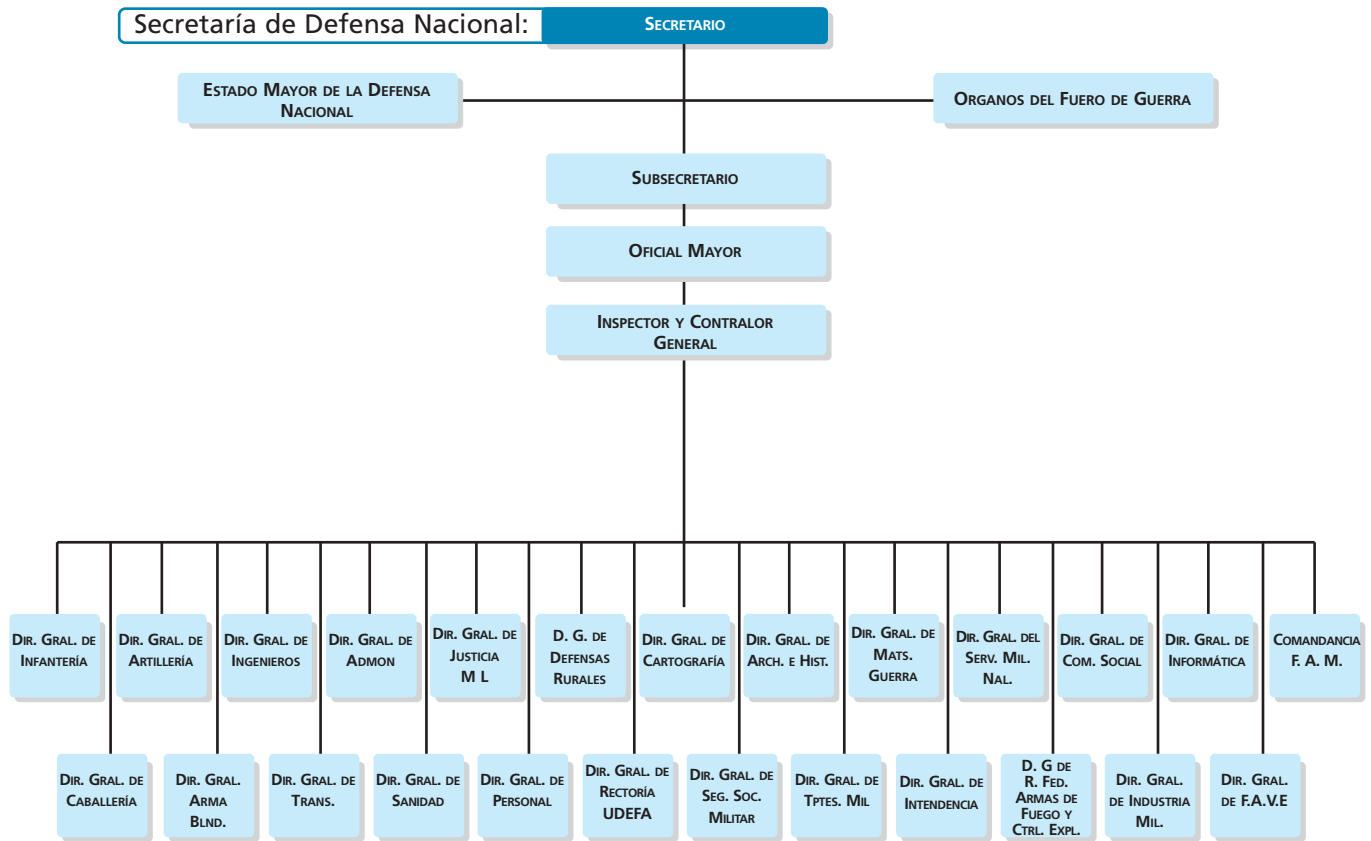 Secretaría de Defensa Nacional:
SECRETARIO
ESTADO MAYOR DE LA DEFENSA
NACIONAL
ORGANOS DEL FUERO DE GUERRA
SUBSECRETARIO
OFICIAL MAYOR
INSPECTOR Y CONTRALOR
GENERAL
DIR. GRAL. DE
INFANTERÍA
DIR. GRAL. DE
ARTILLERÍA
DIR. GRAL. DE
INGENIEROS
DIR. GRAL. DE
ADMON
DIR. GRAL. DE
JUSTICIA
M L
D. G. DE
DEFENSAS
RURALES
DIR. GRAL. DE
CARTOGRAFÍA
DIR. GRAL. DE
ARCH. E HIST.
DIR. GRAL. DE
MATS.
GUERRA
DIR. GRAL. DEL
SERV. MIL.
NAL.
DIR. GRAL. DE
COM. SOCIAL
DIR. GRAL. DE
INFORMÁTICA
COMANDANCIA
F. A. M.
DIR. GRAL. DE
CABALLERÍA
DIR. GRAL.
ARMA
BLND.
DIR. GRAL. DE
TRANS.
DIR. GRAL. DE
SANIDAD
DIR. GRAL. DE
PERSONAL
DIR. GRAL. DE
RECTORÍA
UDEFA
DIR. GRAL. DE
SEG. SOC.
MILITAR
DIR. GRAL. DE
TPTES. MIL
DIR. GRAL. DE
INTENDENCIA
D. G DE
R. FED.
ARMAS DE
FUEGO Y
CTRL. EXPL.
DIR. GRAL.
DE INDUSTRIA
MIL.
DIR. GRAL.
DE F.A.V.E